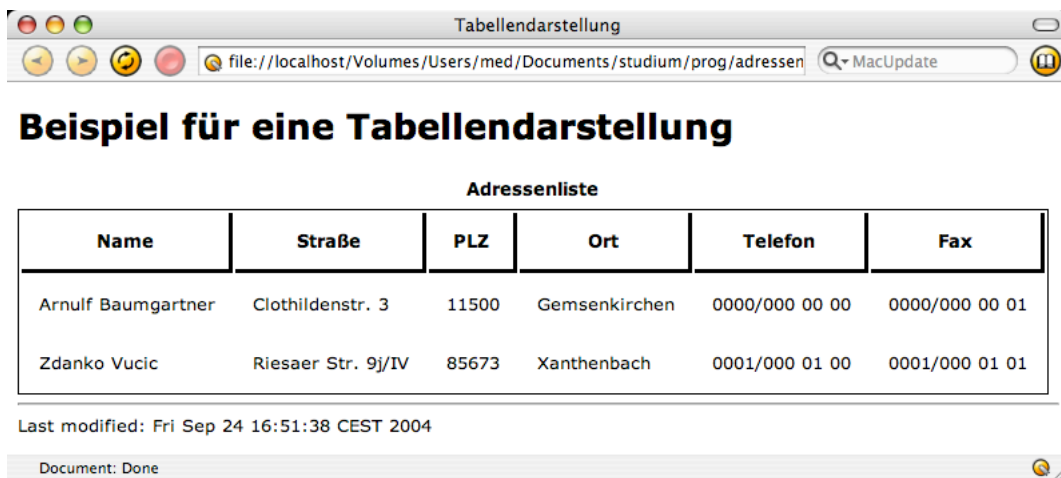 Tabellendarstellung
file://localhost/Volumes/Users/med/Documents/studium/prog/adressen
MacUpdate
Beispiel für eine Tabellendarstellung
Adressenliste
Name Straße PLZ Ort Telefon Fax
Arnulf Baumgartner Clothildenstr. 3 11500 Gemsenkirchen 0000/000 00 00 0000/000 00 01
Zdanko Vucic Riesaer Str. 9j/IV 85673 Xanthenbach 0001/000 01 00 0001/000 01 01
Last modified: Fri Sep 24 16:51:38 CEST 2004
Document: Done